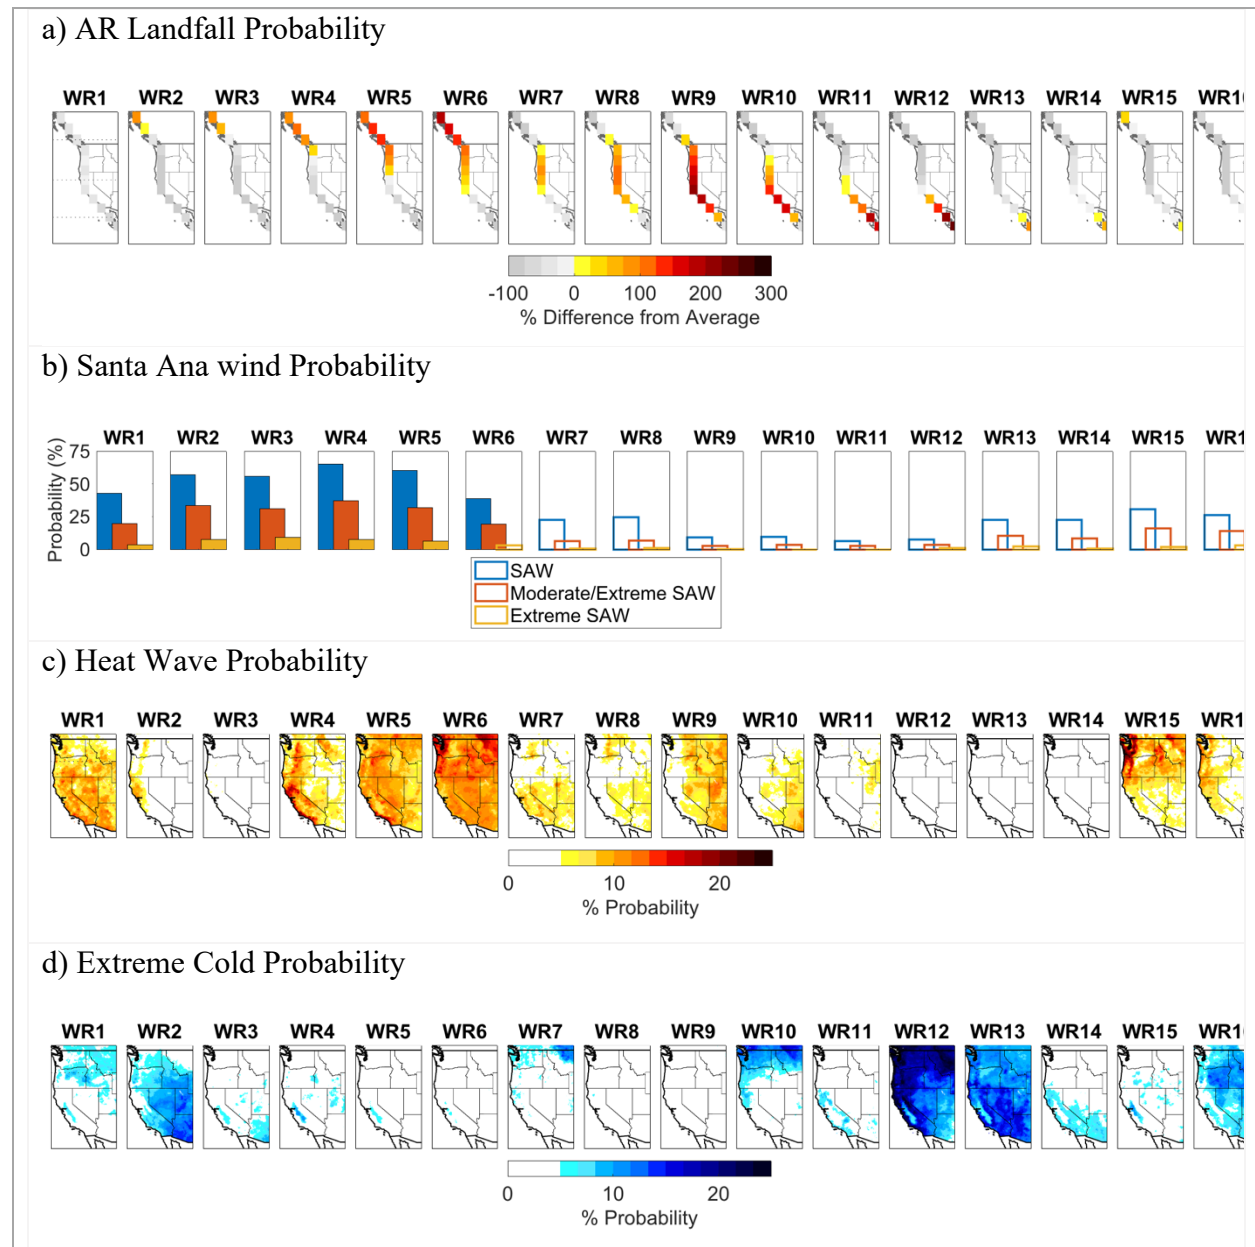 a) AR Landfall Probability
WR1 WR2 WR3 WR4 WR5 WR6 WR7 WR8 WR9 WR10 WR11 WR12 WR13 WR14 WR15
-100 0 100 200 300
% Difference from Average
b) Santa Ana wind Probability
WR1 WR2 WR3 WR4 WR5 WR6 WR7 WR8 WR9 WR10 WR11 WR12 WR13 WR14 WR15
Probability (%)
75
50
25
0
SAW
Moderate/Extreme SAW
Extreme SAW
c) Heat Wave Probability
WR1 WR2 WR3 WR4 WR5 WR6 WR7 WR8 WR9 WR10 WR11 WR12 WR13 WR14 WR15
0 10 20
% Probability
d) Extreme Cold Probability
WR1 WR2 WR3 WR4 WR5 WR6 WR7 WR8 WR9 WR10 WR11 WR12 WR13 WR14 WR15
0 10 20
% Probability